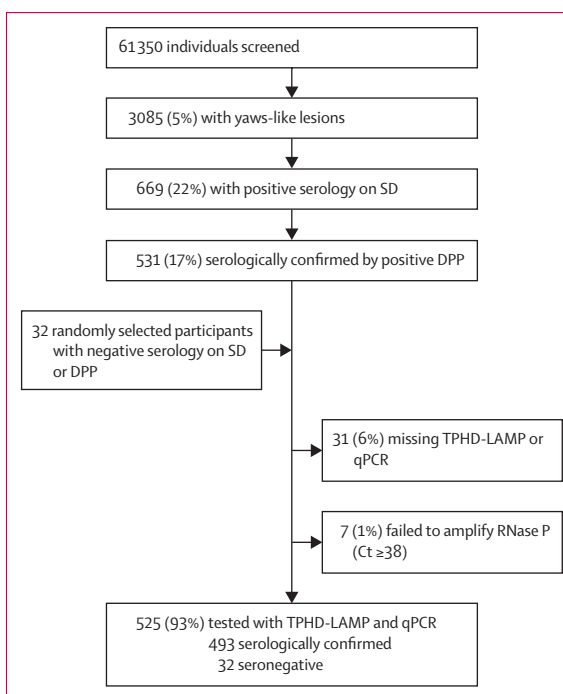 61350 individuals screened
3085 (5%) with yaws-like lesions
669 (22%) with positive serology on SD
531 (17%) serologically confirmed by positive DPP
32 randomly selected participants
with negative serology on SD
or DPP
31 (6%) missing TPHD-LAMP or
qPCR
7 (1%) failed to amplify RNase P
(Ct ≥38)
525 (93%) tested with TPHD-LAMP and qPCR
493 serologically confirmed
32 seronegative